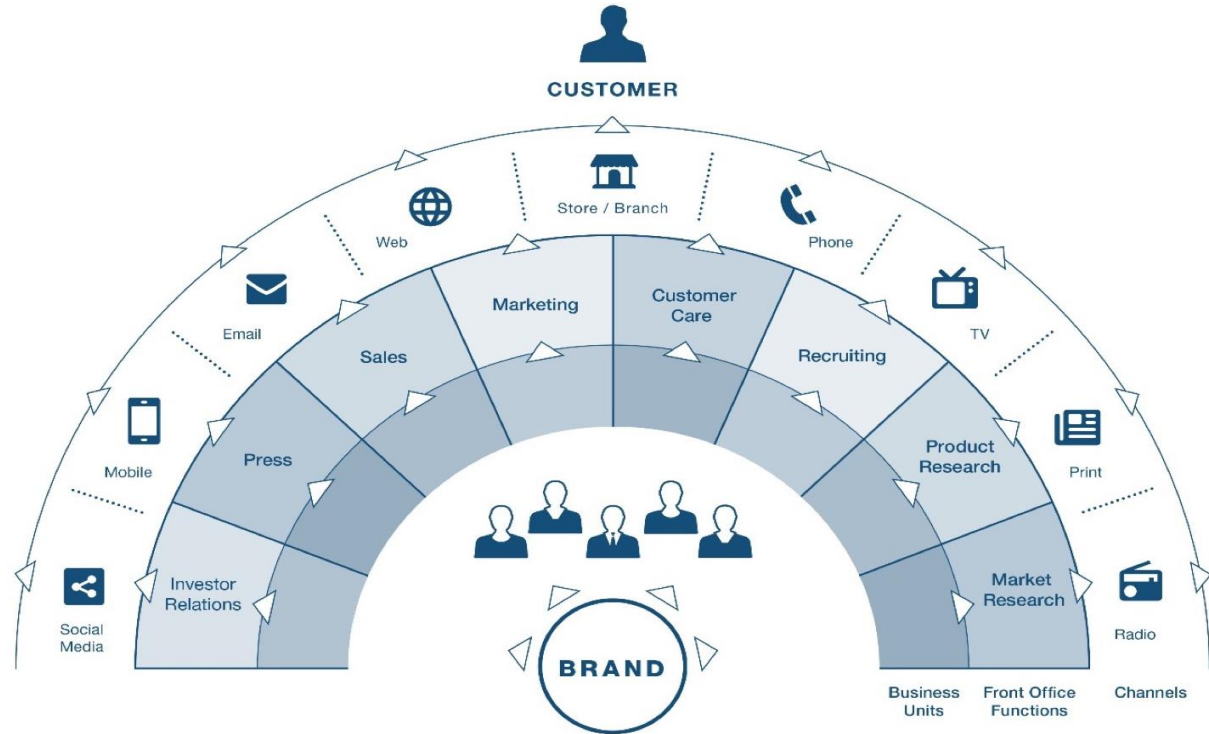 CUSTOMER
Store / Branch
Web
Phone
Email
TV
Mobile
Print
Social
Media
Radio
Marketing
Customer
Care
Sales
Recruiting
Press
Product
Research
Investor
Relations
Market
Research
BRAND
Business
Units
Front Office
Functions
Channels